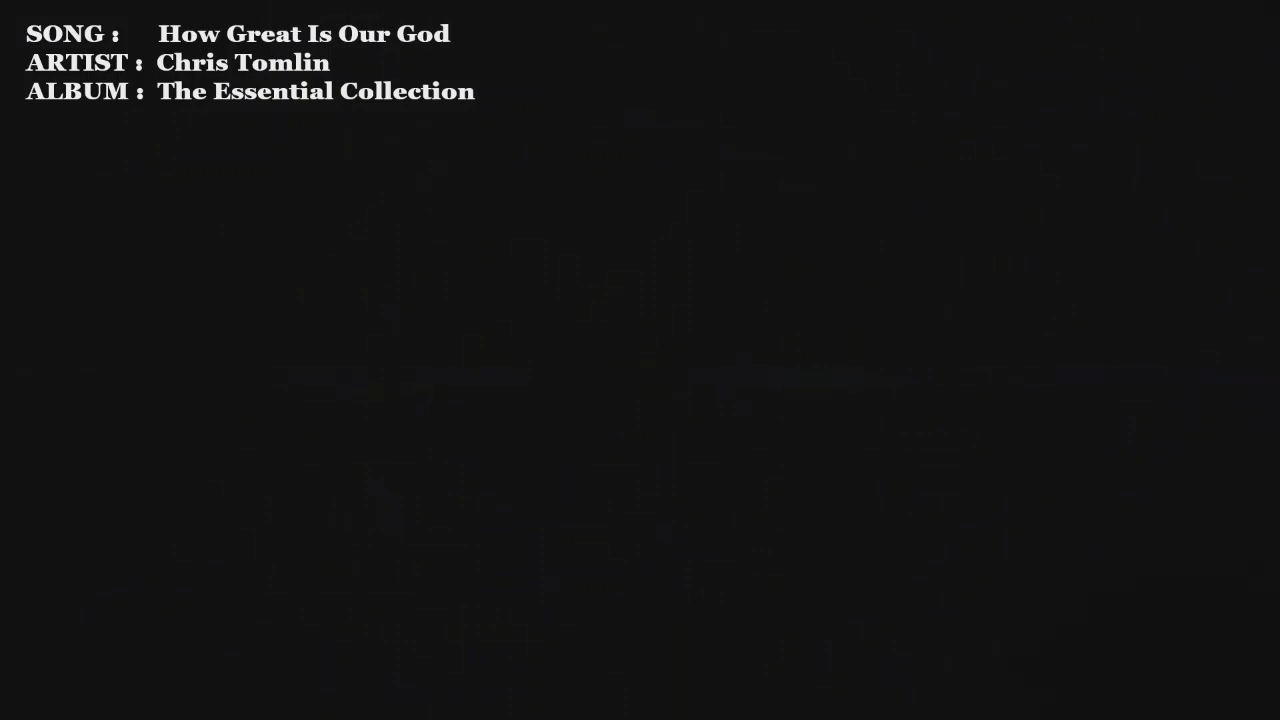 SONG : How Great Is Our God
ARTIST : Chris Tomlin
ALBUM : The Essential Collection